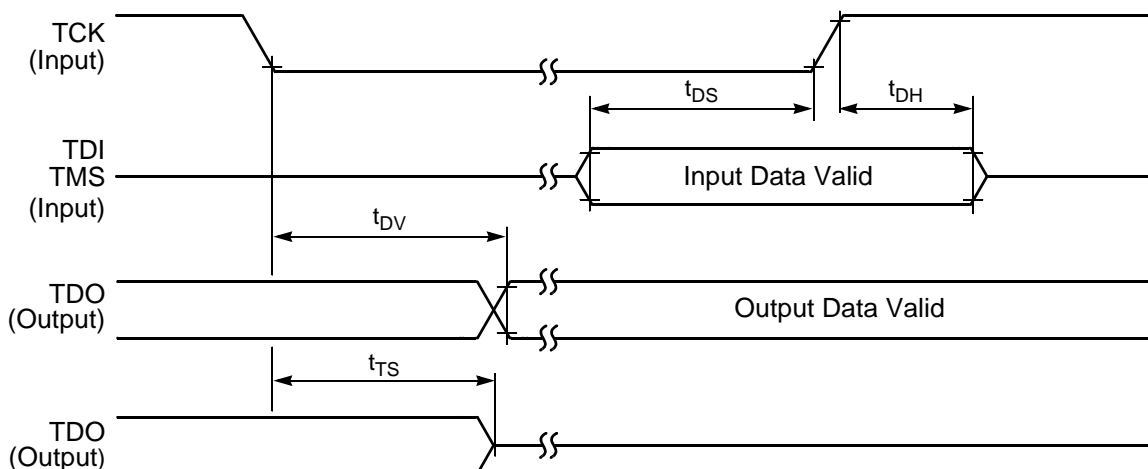 TCK
(Input)
tDS
tDH
TDI
TMS
(Input)
Input Data Valid
tDV
TDO
(Output)
Output Data Valid
tTS
TDO
(Output)